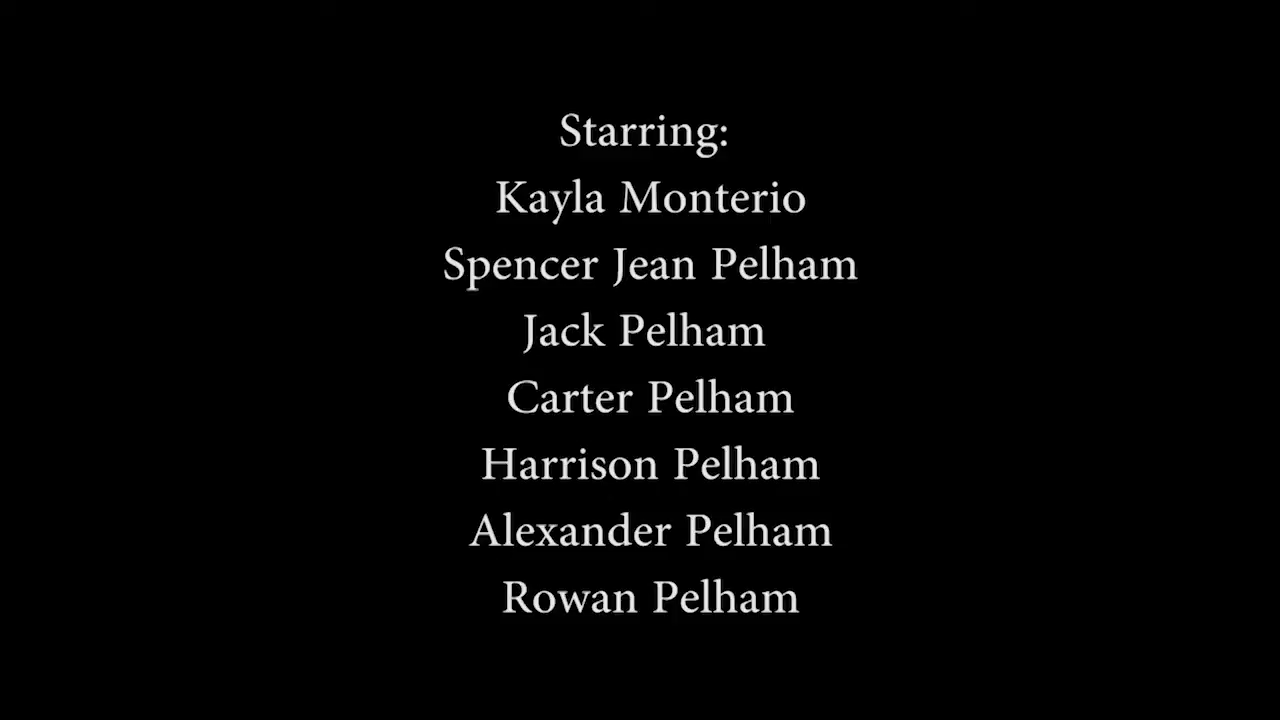 Starring:
Kayla Monterio
Spencer Jean Pelham
Jack Pelham
Carter Pelham
Harrison Pelham
Alexander Pelham
Rowan Pelham